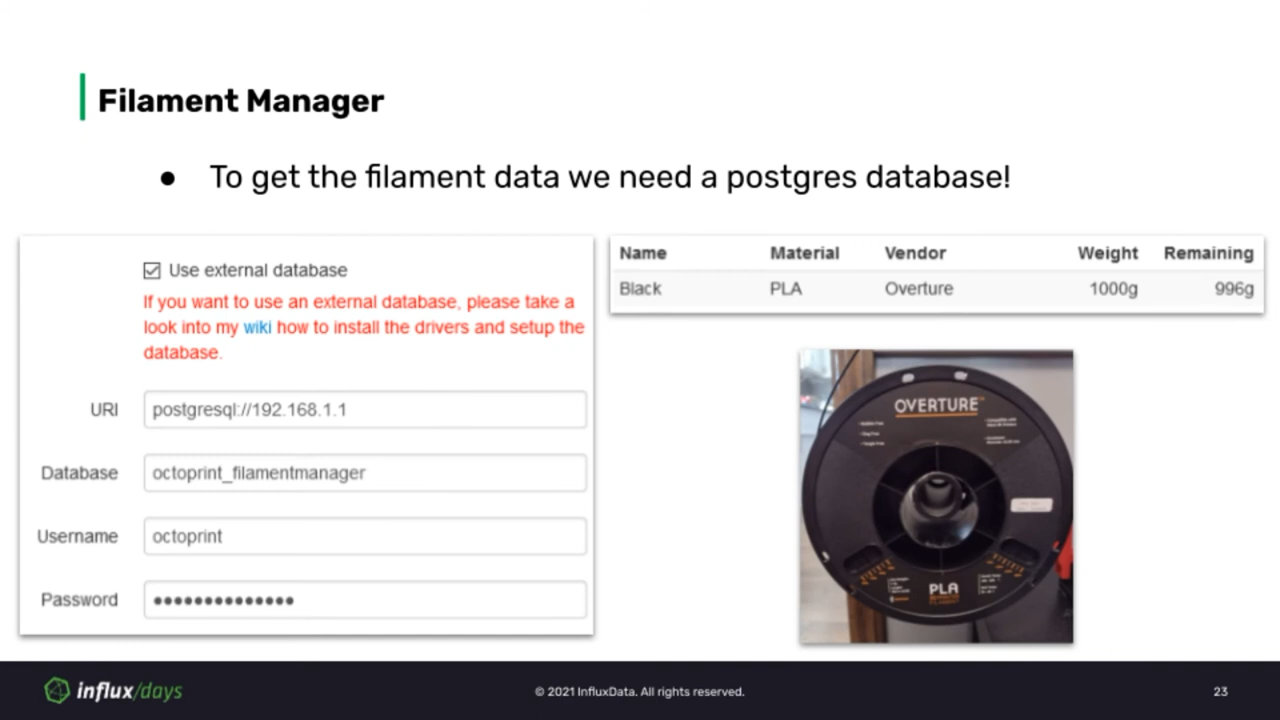 Filament Manager
● To get the filament data we need a postgres database!
Use external database
If you want to use an external database, please take a
look into my wiki how to install the drivers and setup the
database.
URI postgresql://192.168.1.1
Database octoprint_filamentmanager
Username octoprint
Password ••••••••••••••
Name Material Vendor Weight Remaining
Black PLA Overture 1000g 996g
OVERTURE
PLA
influx/days
© 2021 InfluxData. All rights reserved.
23